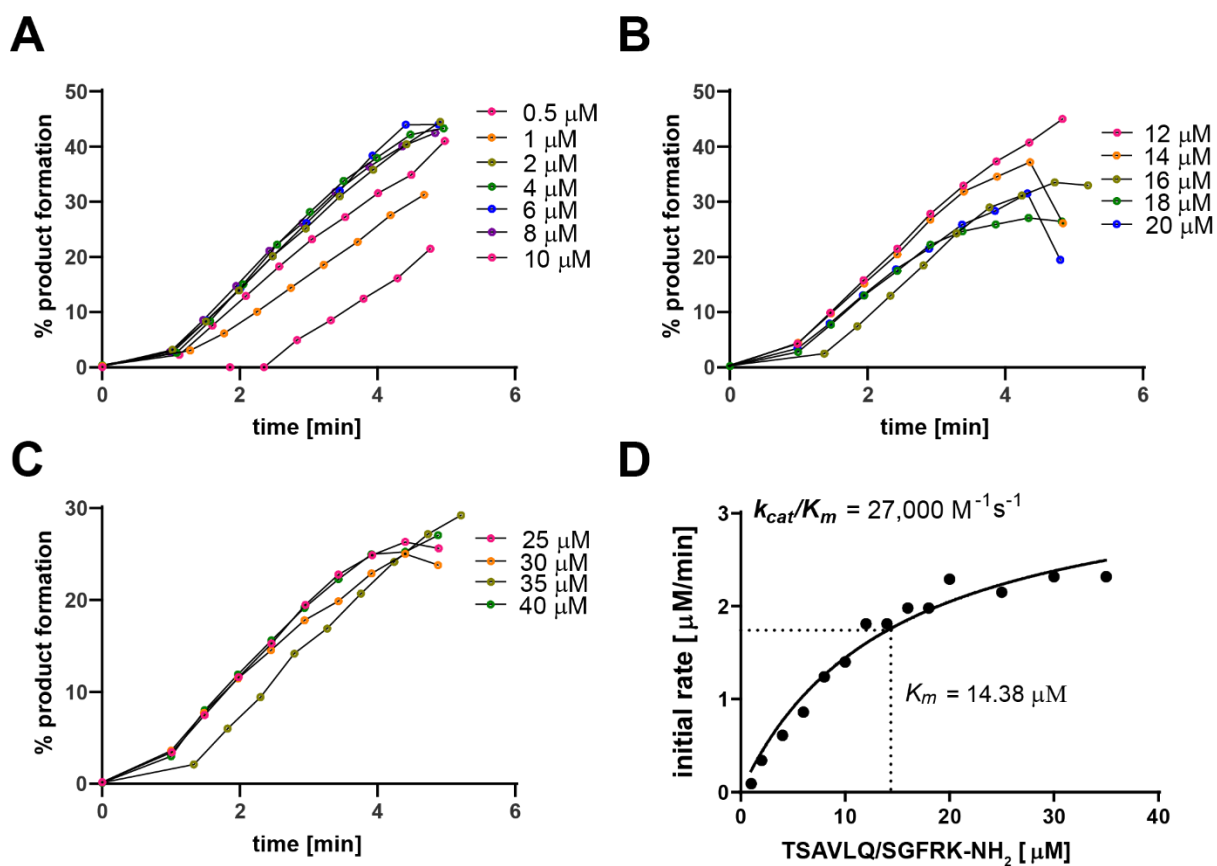 A
% product formation
50
40
30
20
10
0
0
2
4
6
time [min]
0.5 μM
1 μM
2 μM
4 μM
6 μM
8 μM
10 μM
B
% product formation
50
40
30
20
10
0
0
2
4
6
time [min]
12 μM
14 μM
16 μM
18 μM
20 μM
C
% product formation
30
20
10
0
0
2
4
6
time [min]
25 μM
30 μM
35 μM
40 μM
D
initial rate [ μM/min]
3
2
1
0
0
10
20
30
40
TSAVLQ/SGFRK-NH₂ [ μM]
kcat/Km = 27,000 M⁻¹s⁻¹
Km = 14.38 μM